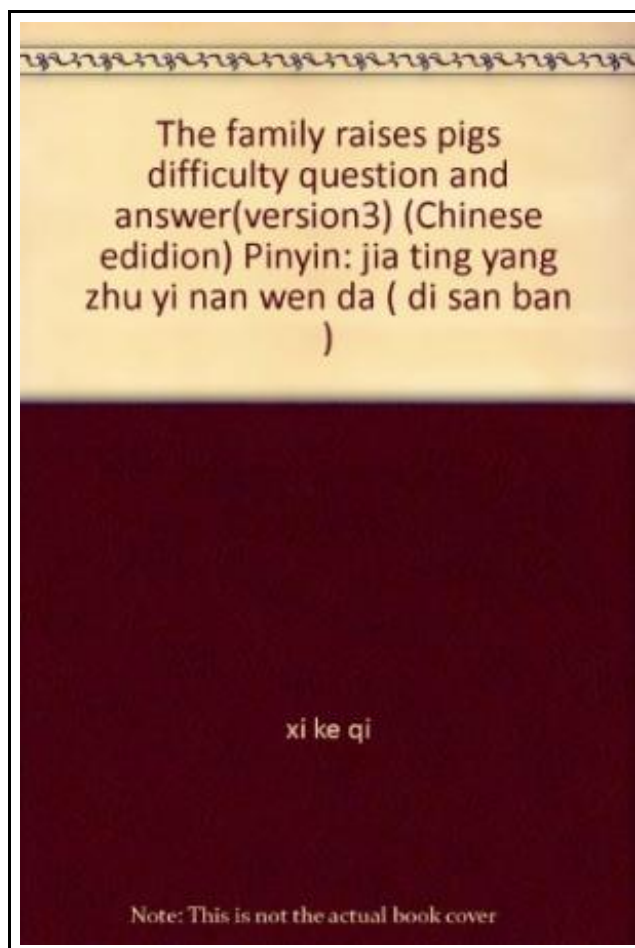 The family raises pigs
difficulty question and
answer(version3) (Chinese
edidion) Pinyin: jia ting yang
zhu yi nan wen da ( di san ban
)
xi ke qi
Note: This is not the actual book cover